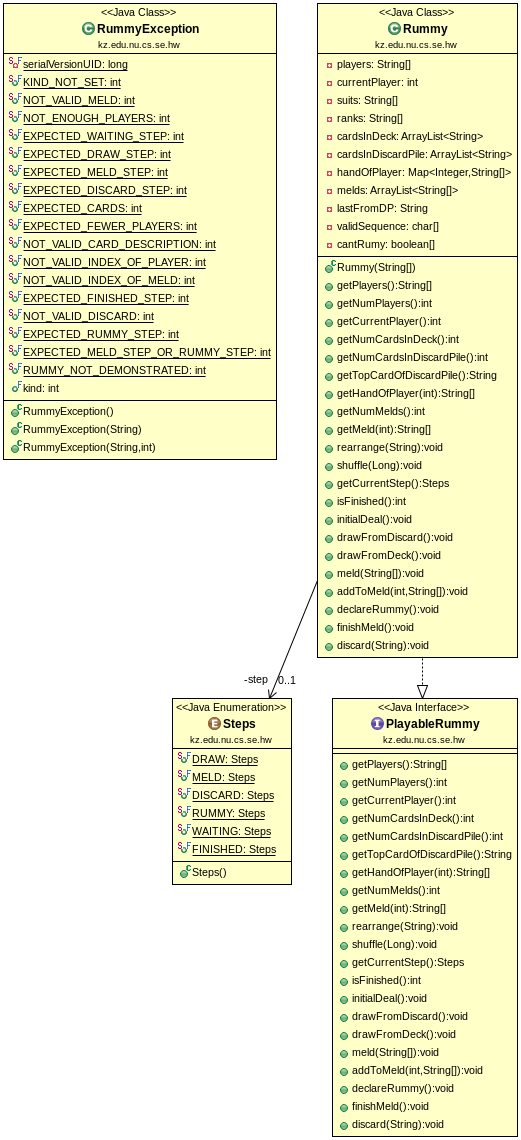 <<Java Class>>
RummyException
kz.edu.nu.cs.se.hw
serialVersionUID: long
KIND_NOT_SET: int
NOT_VALID_MELD: int
NOT_ENOUGH_PLAYERS: int
EXPECTED_WAITING_STEP: int
EXPECTED_DRAW_STEP: int
EXPECTED_MELD_STEP: int
EXPECTED_DISCARD_STEP: int
EXPECTED_CARDS: int
EXPECTED_FEWER_PLAYERS: int
NOT_VALID_CARD_DESCRIPTION: int
NOT_VALID_INDEX_OF_PLAYER: int
NOT_VALID_INDEX_OF_MELD: int
EXPECTED_FINISHED_STEP: int
NOT_VALID_DISCARD: int
EXPECTED_RUMMY_STEP: int
EXPECTED_MELD_STEP_OR_RUMMY_STEP: int
RUMMY_NOT_DEMONSTRATED: int
kind: int
RummyException()
RummyException(String)
RummyException(String,int)
<<Java Class>>
Rummy
kz.edu.nu.cs.se.hw
players: String[]
currentPlayer: int
suits: String[]
ranks: String[]
cardsInDeck: ArrayList<String>
cardsInDiscardPile: ArrayList<String>
handOfPlayer: Map<Integer,String[]>
melds: ArrayList<String[]>
lastFromDP: String
validSequence: char[]
cantRumy: boolean[]
Rummy(String[])
getPlayers():String[]
getNumPlayers():int
getCurrentPlayer():int
getNumCardsInDeck():int
getNumCardsInDiscardPile():int
getTopCardOfDiscardPile():String
getHandOfPlayer(int):String[]
getNumMelds():int
getMeld(int):String[]
rearrange(String):void
shuffle(Long):void
getCurrentStep():Steps
isFinished():int
initialDeal():void
drawFromDiscard():void
drawFromDeck():void
meld(String[]):void
addToMeld(int,String[]):void
declareRummy():void
finishMeld():void
discard(String):void
-step 0..1
<<Java Enumeration>>
Steps
kz.edu.nu.cs.se.hw
DRAW: Steps
MELD: Steps
DISCARD: Steps
RUMMY: Steps
WAITING: Steps
FINISHED: Steps
Steps()
<<Java Interface>>
PlayableRummy
kz.edu.nu.cs.se.hw
getPlayers():String[]
getNumPlayers():int
getCurrentPlayer():int
getNumCardsInDeck():int
getNumCardsInDiscardPile():int
getTopCardOfDiscardPile():String
getHandOfPlayer(int):String[]
getNumMelds():int
getMeld(int):String[]
rearrange(String):void
shuffle(Long):void
getCurrentStep():Steps
isFinished():int
initialDeal():void
drawFromDiscard():void
drawFromDeck():void
meld(String[]):void
addToMeld(int,String[]):void
declareRummy():void
finishMeld():void
discard(String):void